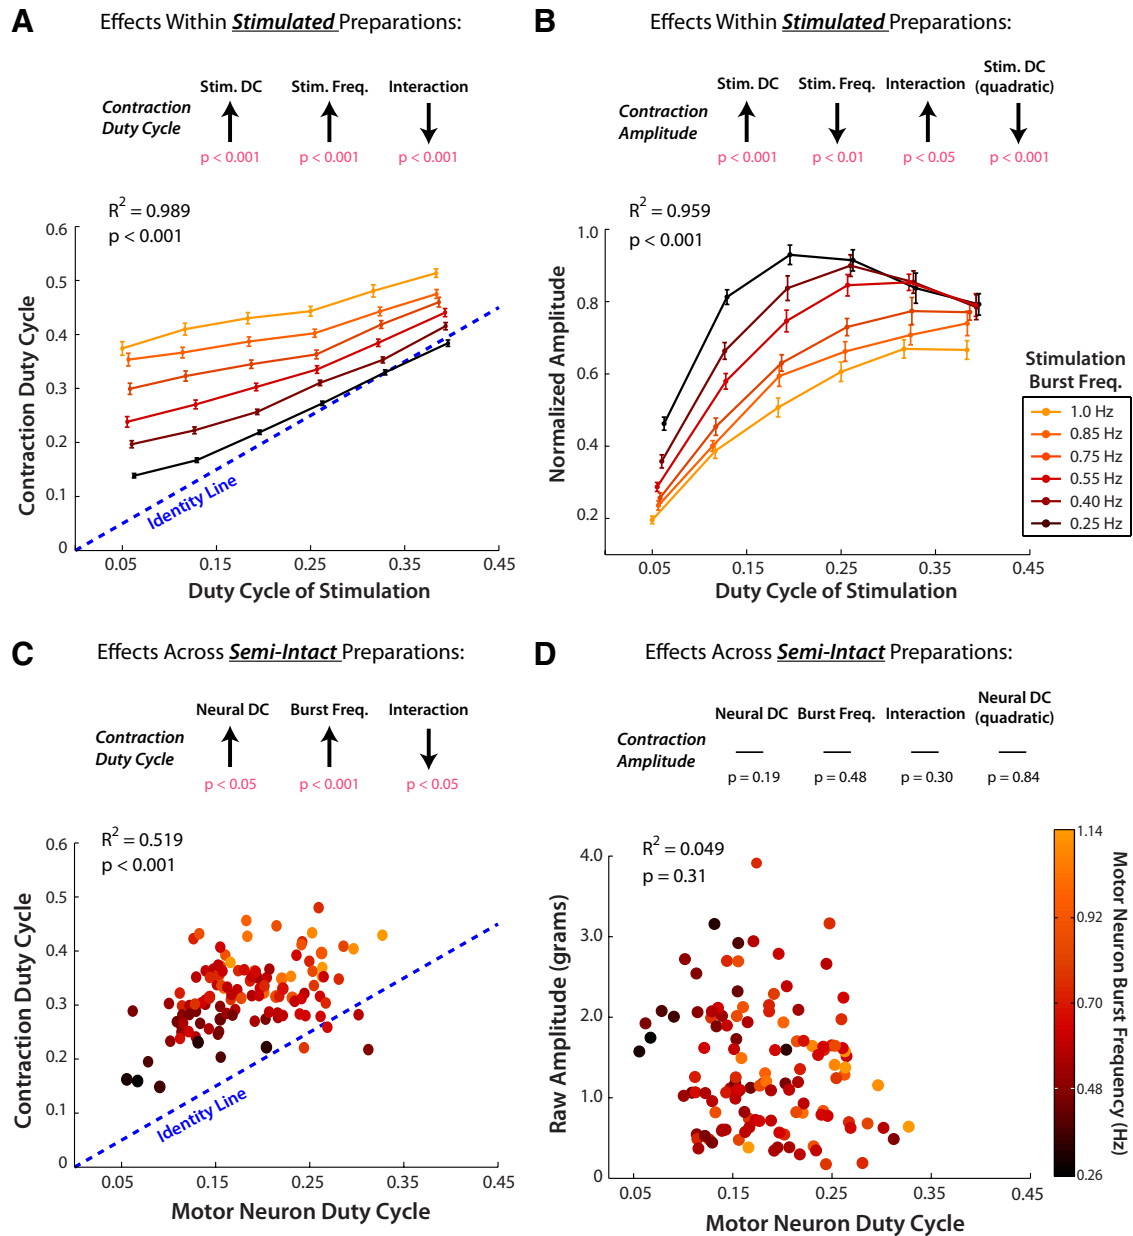 A
Effects Within Stimulated Preparations:
Stim. DC Stim. Freq. Interaction
Contraction
Duty Cycle
p < 0.001 p < 0.001 p < 0.001
R2 = 0.989
p < 0.001
Contraction Duty Cycle
0.6
0.5
0.4
0.3
0.2
0.1
0
Identity Line
0.05 0.15 0.25 0.35 0.45
Duty Cycle of Stimulation
B
Effects Within Stimulated Preparations:
Stim. DC Stim. Freq. Interaction Stim. DC
(quadratic)
Contraction
Amplitude
p < 0.001 p < 0.01 p < 0.05 p < 0.001
R2 = 0.959
p < 0.001
Normalized Amplitude
1.0
0.8
0.6
0.4
0.2
0.05 0.15 0.25 0.35 0.45
Duty Cycle of Stimulation
Stimulation
Burst Freq.
1.0 Hz
0.85 Hz
0.75 Hz
0.55 Hz
0.40 Hz
0.25 Hz
C
Effects Across Semi-Intact Preparations:
Neural DC Burst Freq. Interaction
Contraction
Duty Cycle
p < 0.05 p < 0.001 p < 0.05
R2 = 0.519
p < 0.001
Contraction Duty Cycle
0.6
0.5
0.4
0.3
0.2
0.1
0
Identity Line
0.05 0.15 0.25 0.35 0.45
Motor Neuron Duty Cycle
D
Effects Across Semi-Intact Preparations:
Neural DC Burst Freq. Interaction Neural DC
(quadratic)
Contraction
Amplitude
p = 0.19 p = 0.48 p = 0.30 p = 0.84
R2 = 0.049
p = 0.31
Raw Amplitude (grams)
4.0
3.0
2.0
1.0
0
0.05 0.15 0.25 0.35 0.45
Motor Neuron Duty Cycle
1.14
0.92
0.70
0.48
0.26
Motor Neuron Burst Frequency (Hz)